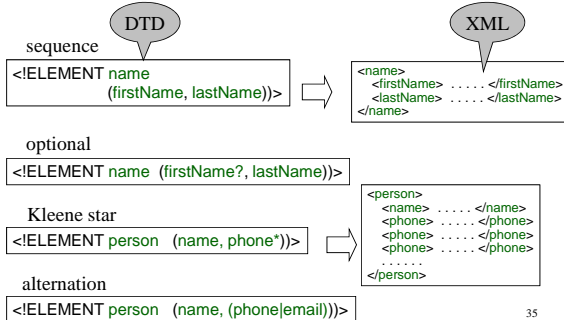 DTD
XML
sequence
<!ELEMENT name
(firstName, lastName))>
<name>
<firstName> . . . . . </firstName>
<lastName> . . . . . </lastName>
</name>
optional
<!ELEMENT name (firstName?, lastName))>
Kleene star
<!ELEMENT person (name, phone*))>
<person>
<name> . . . . . </name>
<phone> . . . . . </phone>
<phone> . . . . . </phone>
<phone> . . . . . </phone>
. . . . . .
</person>
alternation
<!ELEMENT person (name, (phone|email)))>
35